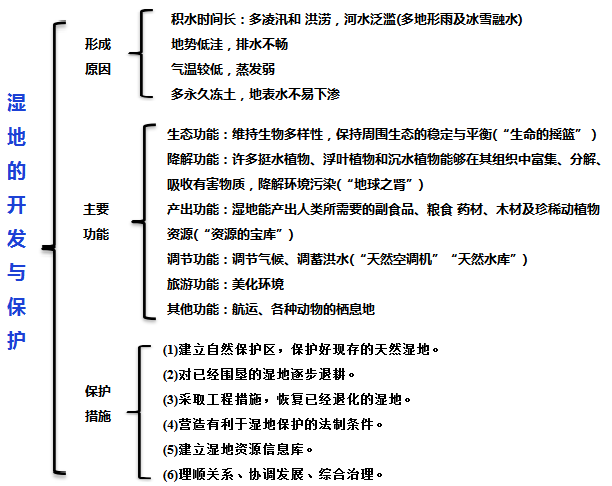 湿地的开发与保护
形成
原因
积水时间长：多凌汛和 洪涝，河水泛滥(多地形雨及冰雪融水)
地势低洼，排水不畅
气温较低，蒸发弱
多永久冻土，地表水不易下渗
主要
功能
生态功能：维持生物多样性，保持周围生态的稳定与平衡(“生命的摇篮” )
降解功能：许多挺水植物、浮叶植物和沉水植物能够在其组织中富集、分解、
吸收有害物质，降解环境污染(“地球之肾”)
产出功能：湿地能产出人类所需要的副食品、粮食 药材、木材及珍稀动植物
资源(“资源的宝库”)
调节功能：调节气候、调蓄洪水(“天然空调机” “天然水库”)
旅游功能：美化环境
其他功能：航运、各种动物的栖息地
保护
措施
(1)建立自然保护区，保护好现存的天然湿地。
(2)对已经围垦的湿地逐步退耕。
(3)采取工程措施，恢复已经退化的湿地。
(4)营造有利于湿地保护的法制条件。
(5)建立湿地资源信息库。
(6)理顺关系、协调发展、综合治理。